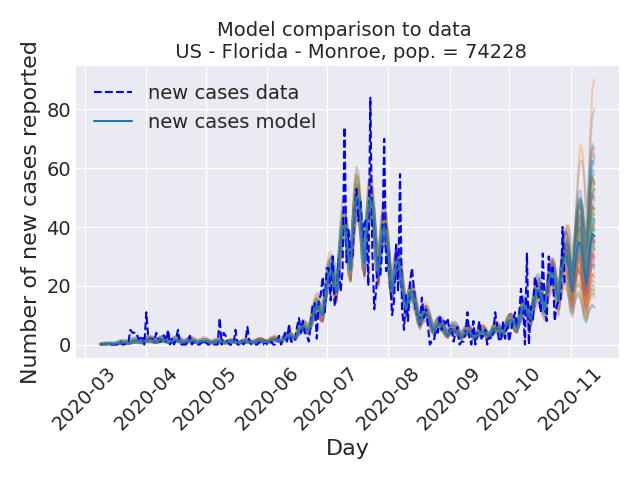 Model comparison to data
US - Florida - Monroe, pop. = 74228
Number of new cases reported
80
60
40
20
0
new cases data
new cases model
2020-03
2020-04
2020-05
2020-06
2020-07
2020-08
2020-09
2020-10
2020-11
Day